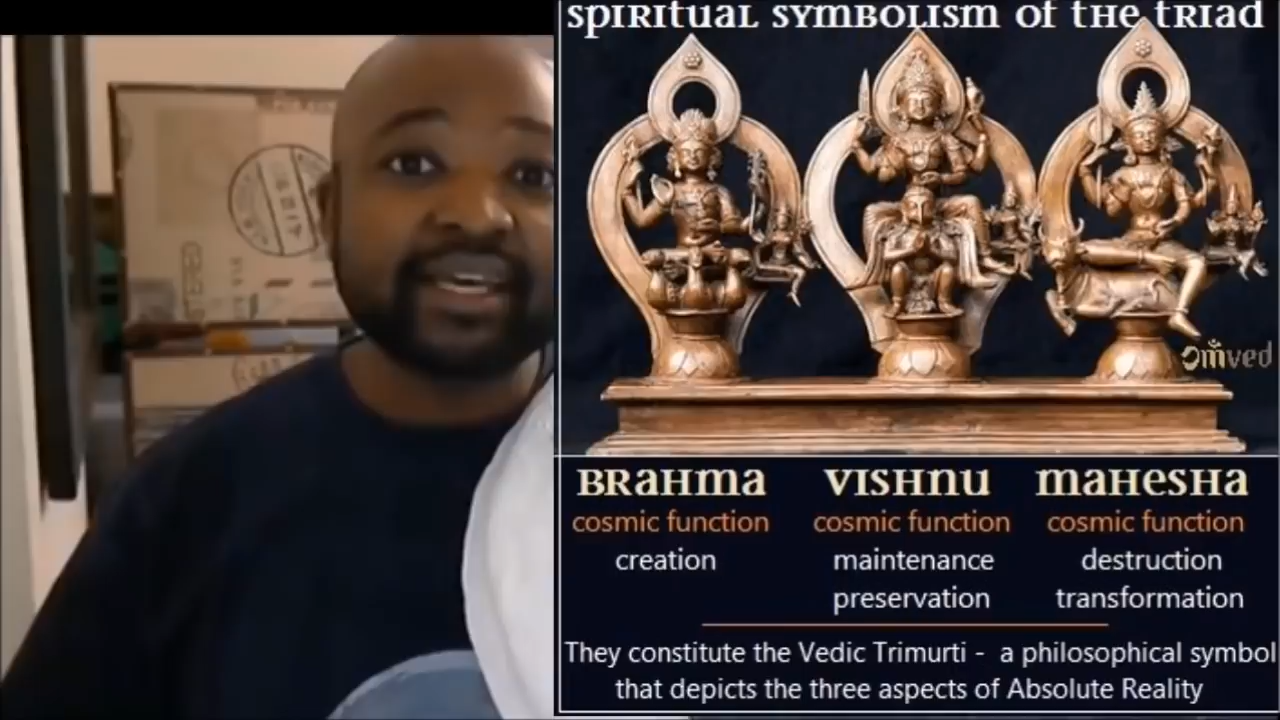 SPIRITUAL SYMBOLISM OF THE TRIAD
omved
BRAHMA VISHNU MAHESHA
cosmic function cosmic function cosmic function
creation maintenance destruction
preservation transformation
They constitute the Vedic Trimurti - a philosophical symbol
that depicts the three aspects of Absolute Reality